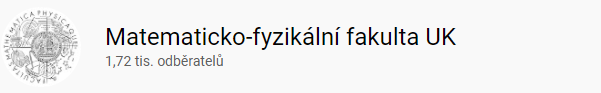 Matematicko-fyzikální fakulta UK
1,72 tis. odběratelů